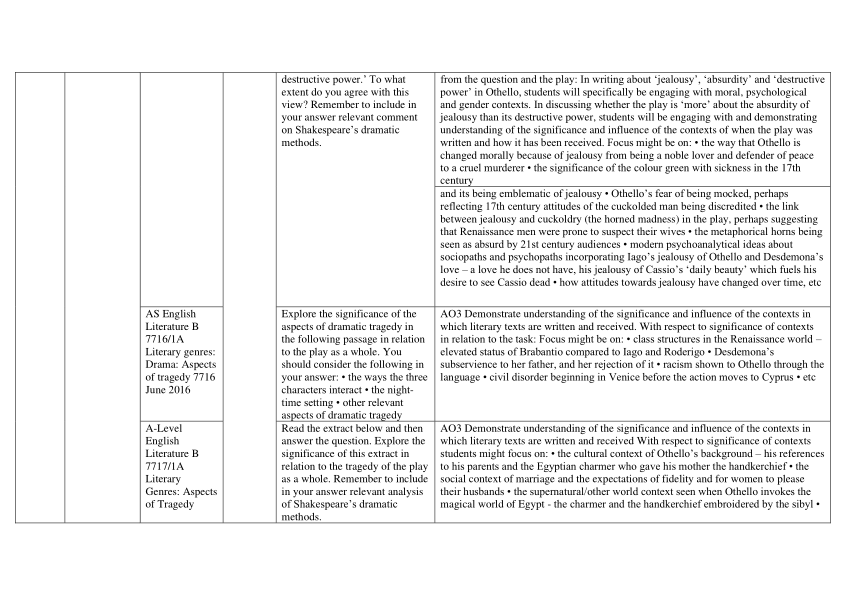 destructive power.' To what
extent do you agree with this
view? Remember to include in
your answer relevant comment
on Shakespeare's dramatic
methods.
from the question and the play: In writing about 'jealousy', 'absurdity' and 'destructive
power' in Othello, students will specifically be engaging with moral, psychological
and gender contexts. In discussing whether the play is 'more' about the absurdity of
jealousy than its destructive power, students will be engaging with and demonstrating
understanding of the significance and influence of the contexts of when the play was
written and how it has been received. Focus might be on: • the way that Othello is
changed morally because of jealousy from being a noble lover and defender of peace
to a cruel murderer • the significance of the colour green with sickness in the 17th
century
and its being emblematic of jealousy • Othello's fear of being mocked, perhaps
reflecting 17th century attitudes of the cuckolded man being discredited • the link
between jealousy and cuckoldry (the horned madness) in the play, perhaps suggesting
that Renaissance men were prone to suspect their wives • the metaphorical horns being
seen as absurd by 21st century audiences • modern psychoanalytical ideas about
sociopaths and psychopaths incorporating Iago's jealousy of Othello and Desdemona's
love – a love he does not have, his jealousy of Cassio's 'daily beauty' which fuels his
desire to see Cassio dead • how attitudes towards jealousy have changed over time, etc
AS English
Literature B
7716/1A
Literary genres:
Drama: Aspects
of tragedy 7716
June 2016
Explore the significance of the
aspects of dramatic tragedy in
the following passage in relation
to the play as a whole. You
should consider the following in
your answer: • the ways the three
characters interact • the night-
time setting • other relevant
aspects of dramatic tragedy
AO3 Demonstrate understanding of the significance and influence of the contexts in
which literary texts are written and received. With respect to significance of contexts
in relation to the task: Focus might be on: • class structures in the Renaissance world –
elevated status of Brabantio compared to Iago and Roderigo • Desdemona's
subservience to her father, and her rejection of it • racism shown to Othello through the
language • civil disorder beginning in Venice before the action moves to Cyprus • etc
A-Level
English
Literature B
7717/1A
Literary
Genres: Aspects
of Tragedy
Read the extract below and then
answer the question. Explore the
significance of this extract in
relation to the tragedy of the play
as a whole. Remember to include
in your answer relevant analysis
of Shakespeare's dramatic
methods.
AO3 Demonstrate understanding of the significance and influence of the contexts in
which literary texts are written and received With respect to significance of contexts
students might focus on: • the cultural context of Othello's background – his references
to his parents and the Egyptian charmer who gave his mother the handkerchief • the
social context of marriage and the expectations of fidelity and for women to please
their husbands • the supernatural/other world context seen when Othello invokes the
magical world of Egypt - the charmer and the handkerchief embroidered by the sibyl •